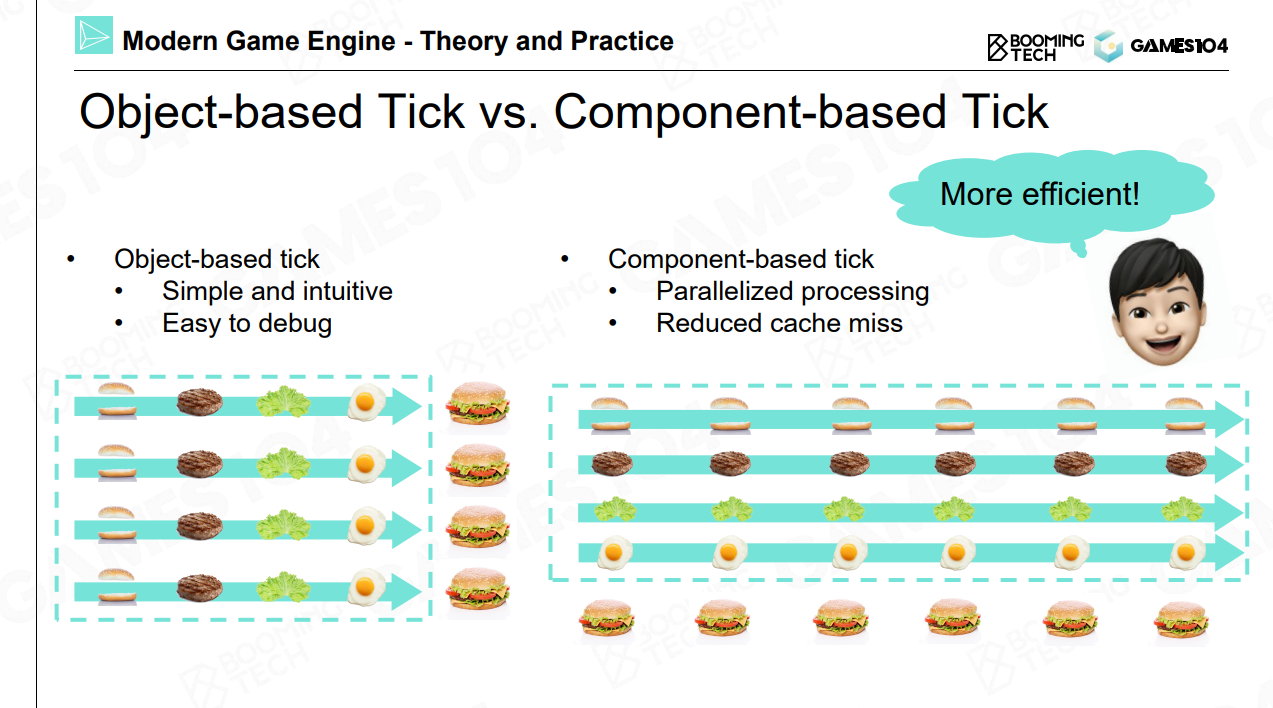 Modern Game Engine - Theory and Practice
BOOMING
TECH
GAMES104
Object-based Tick vs. Component-based Tick
More efficient!
• Object-based tick
• Simple and intuitive
• Easy to debug
• Component-based tick
• Parallelized processing
• Reduced cache miss